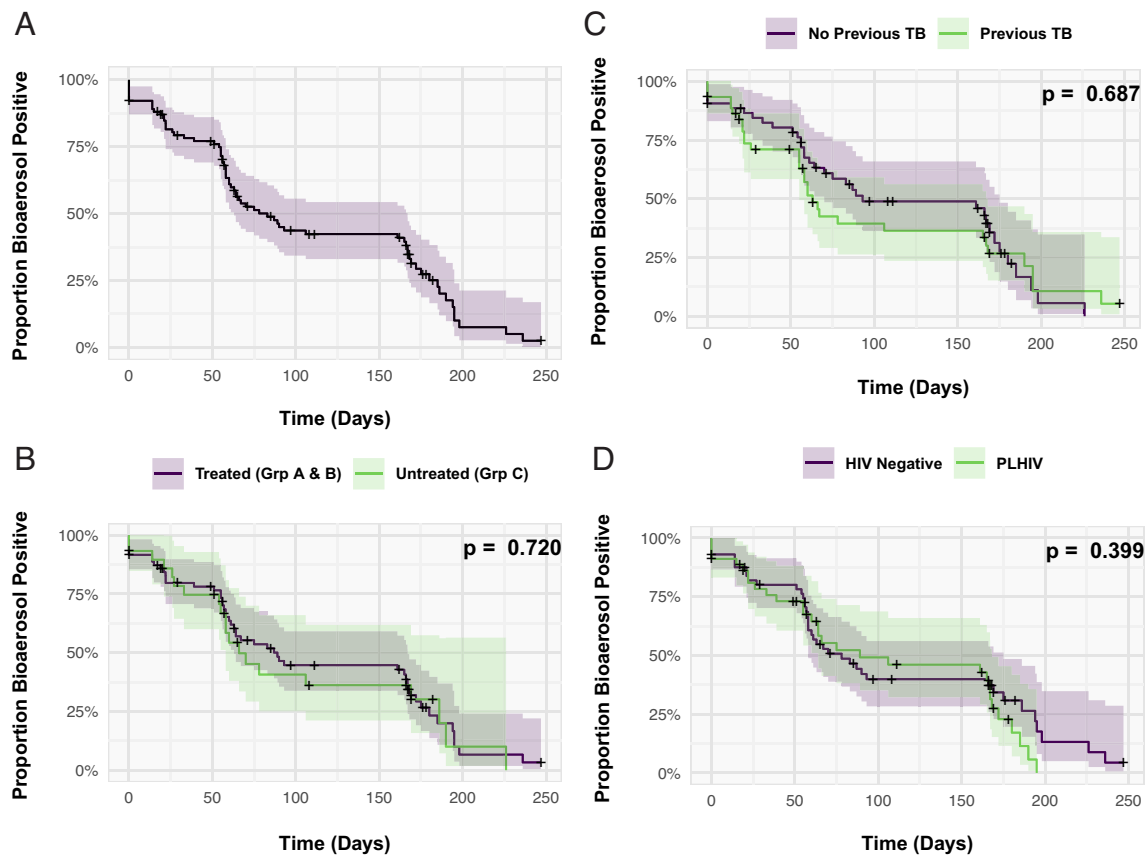 A
Proportion Bioaerosol Positive
100%
75%
50%
25%
0%
0 50 100 150 200 250
Time (Days)
C
No Previous TB Previous TB
Proportion Bioaerosol Positive
100%
75%
50%
25%
0%
p = 0.687
0 50 100 150 200 250
Time (Days)
B
Treated (Grp A & B) Untreated (Grp C)
Proportion Bioaerosol Positive
100%
75%
50%
25%
0%
p = 0.720
0 50 100 150 200 250
Time (Days)
D
HIV Negative PLHIV
Proportion Bioaerosol Positive
100%
75%
50%
25%
0%
p = 0.399
0 50 100 150 200 250
Time (Days)